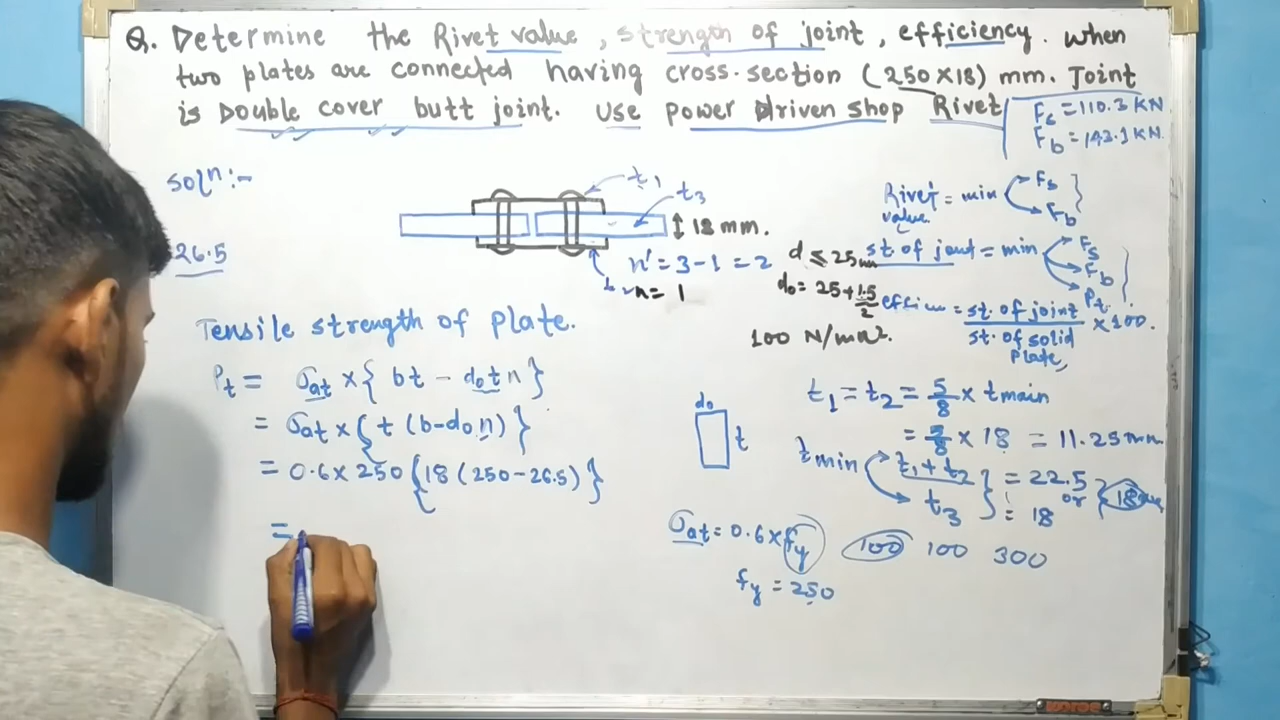 Q. Determine the Rivet value, strength of joint, efficiency. when
two plates are connected having cross-section (250×18) mm. Joint
is Double cover butt joint. Use power Driven shop Rivet
Fs = 110.3 KN
Fb = 143.1 KN.
Solⁿ:-
t1
t3
18 mm.
n' = 3-1 = 2
n = 1
26.5
Rivet value = min
Fs
Fb
d ≤ 25mm
d0 = 25 + 1.5/2
st. of joint = min
Fs
Fb
Pt
efficien = st. of joint / st. of solid plate × 100.
100 N/mm².
Tensile strength of plate.
Pt = σat × { bt - d0 t n }
= σat × { t (b-d0 n) }
= 0.6 × 250 { 18 (250-26.5) }
=
d0
t
t1 = t2 = 5/8 × tmain
= 5/8 × 18 = 11.25 mm
tmin
t1 + t2 } = 22.5
or
t3 } = 18
18mm
σat = 0.6 × fy
fy = 250
100 100 300